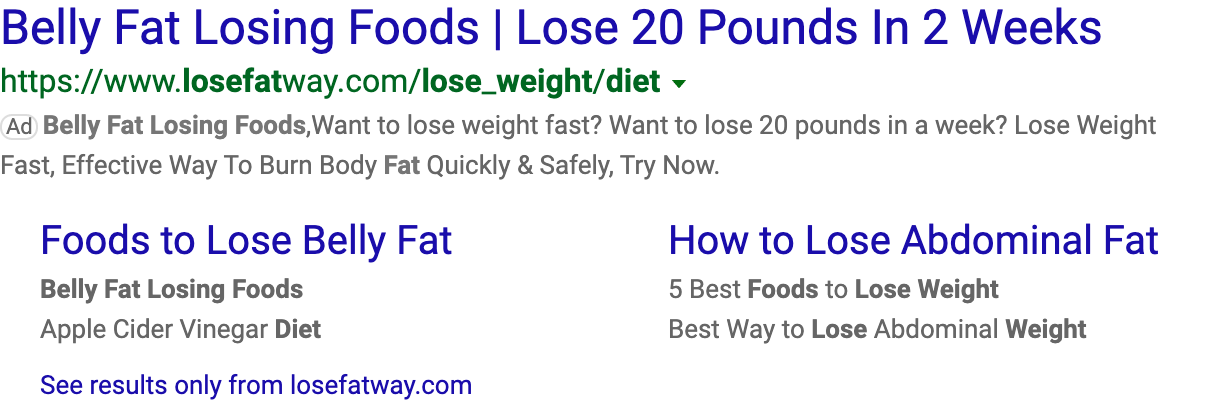 Belly Fat Losing Foods | Lose 20 Pounds In 2 Weeks
https://www.losefatway.com/lose_weight/diet
Ad Belly Fat Losing Foods,Want to lose weight fast? Want to lose 20 pounds in a week? Lose Weight
Fast, Effective Way To Burn Body Fat Quickly & Safely, Try Now.
Foods to Lose Belly Fat
Belly Fat Losing Foods
Apple Cider Vinegar Diet
How to Lose Abdominal Fat
5 Best Foods to Lose Weight
Best Way to Lose Abdominal Weight
See results only from losefatway.com